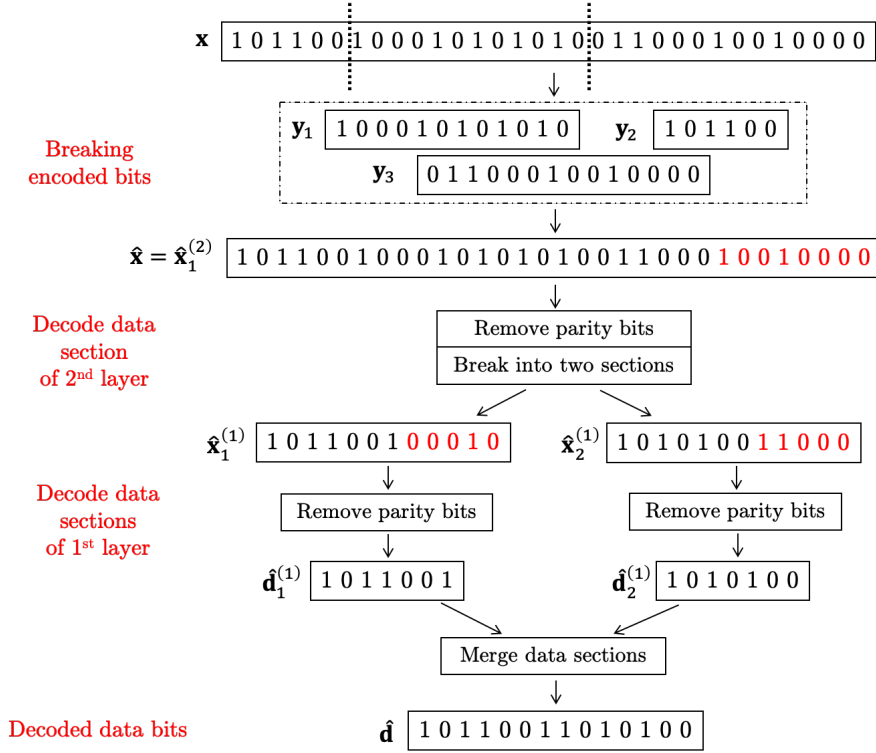 x 1 0 1 1 0 0 1 0 0 0 1 0 1 0 1 0 1 0 0 1 1 0 0 0 1 0 0 1 0 0 0 0
y₁ 1 0 0 0 1 0 1 0 1 0 1 0 y₂ 1 0 1 1 0 0
Breaking
encoded bits
y₃ 0 1 1 0 0 0 1 0 0 1 0 0 0 0
x̂ = x̂₁⁽²⁾ 1 0 1 1 0 0 1 0 0 0 1 0 1 0 1 0 1 0 0 1 1 0 0 0 1 0 0 1 0 0 0 0
Decode data
section
of 2nd layer
Remove parity bits
Break into two sections
x̂₁⁽¹⁾ 1 0 1 1 0 0 1 0 0 0 1 0 x̂₂⁽¹⁾ 1 0 1 0 1 0 0 1 1 0 0 0
Decode data
sections
of 1st layer
Remove parity bits Remove parity bits
d̂₁⁽¹⁾ 1 0 1 1 0 0 1 d̂₂⁽¹⁾ 1 0 1 0 1 0 0
Merge data sections
Decoded data bits d̂ 1 0 1 1 0 0 1 1 0 1 0 1 0 0